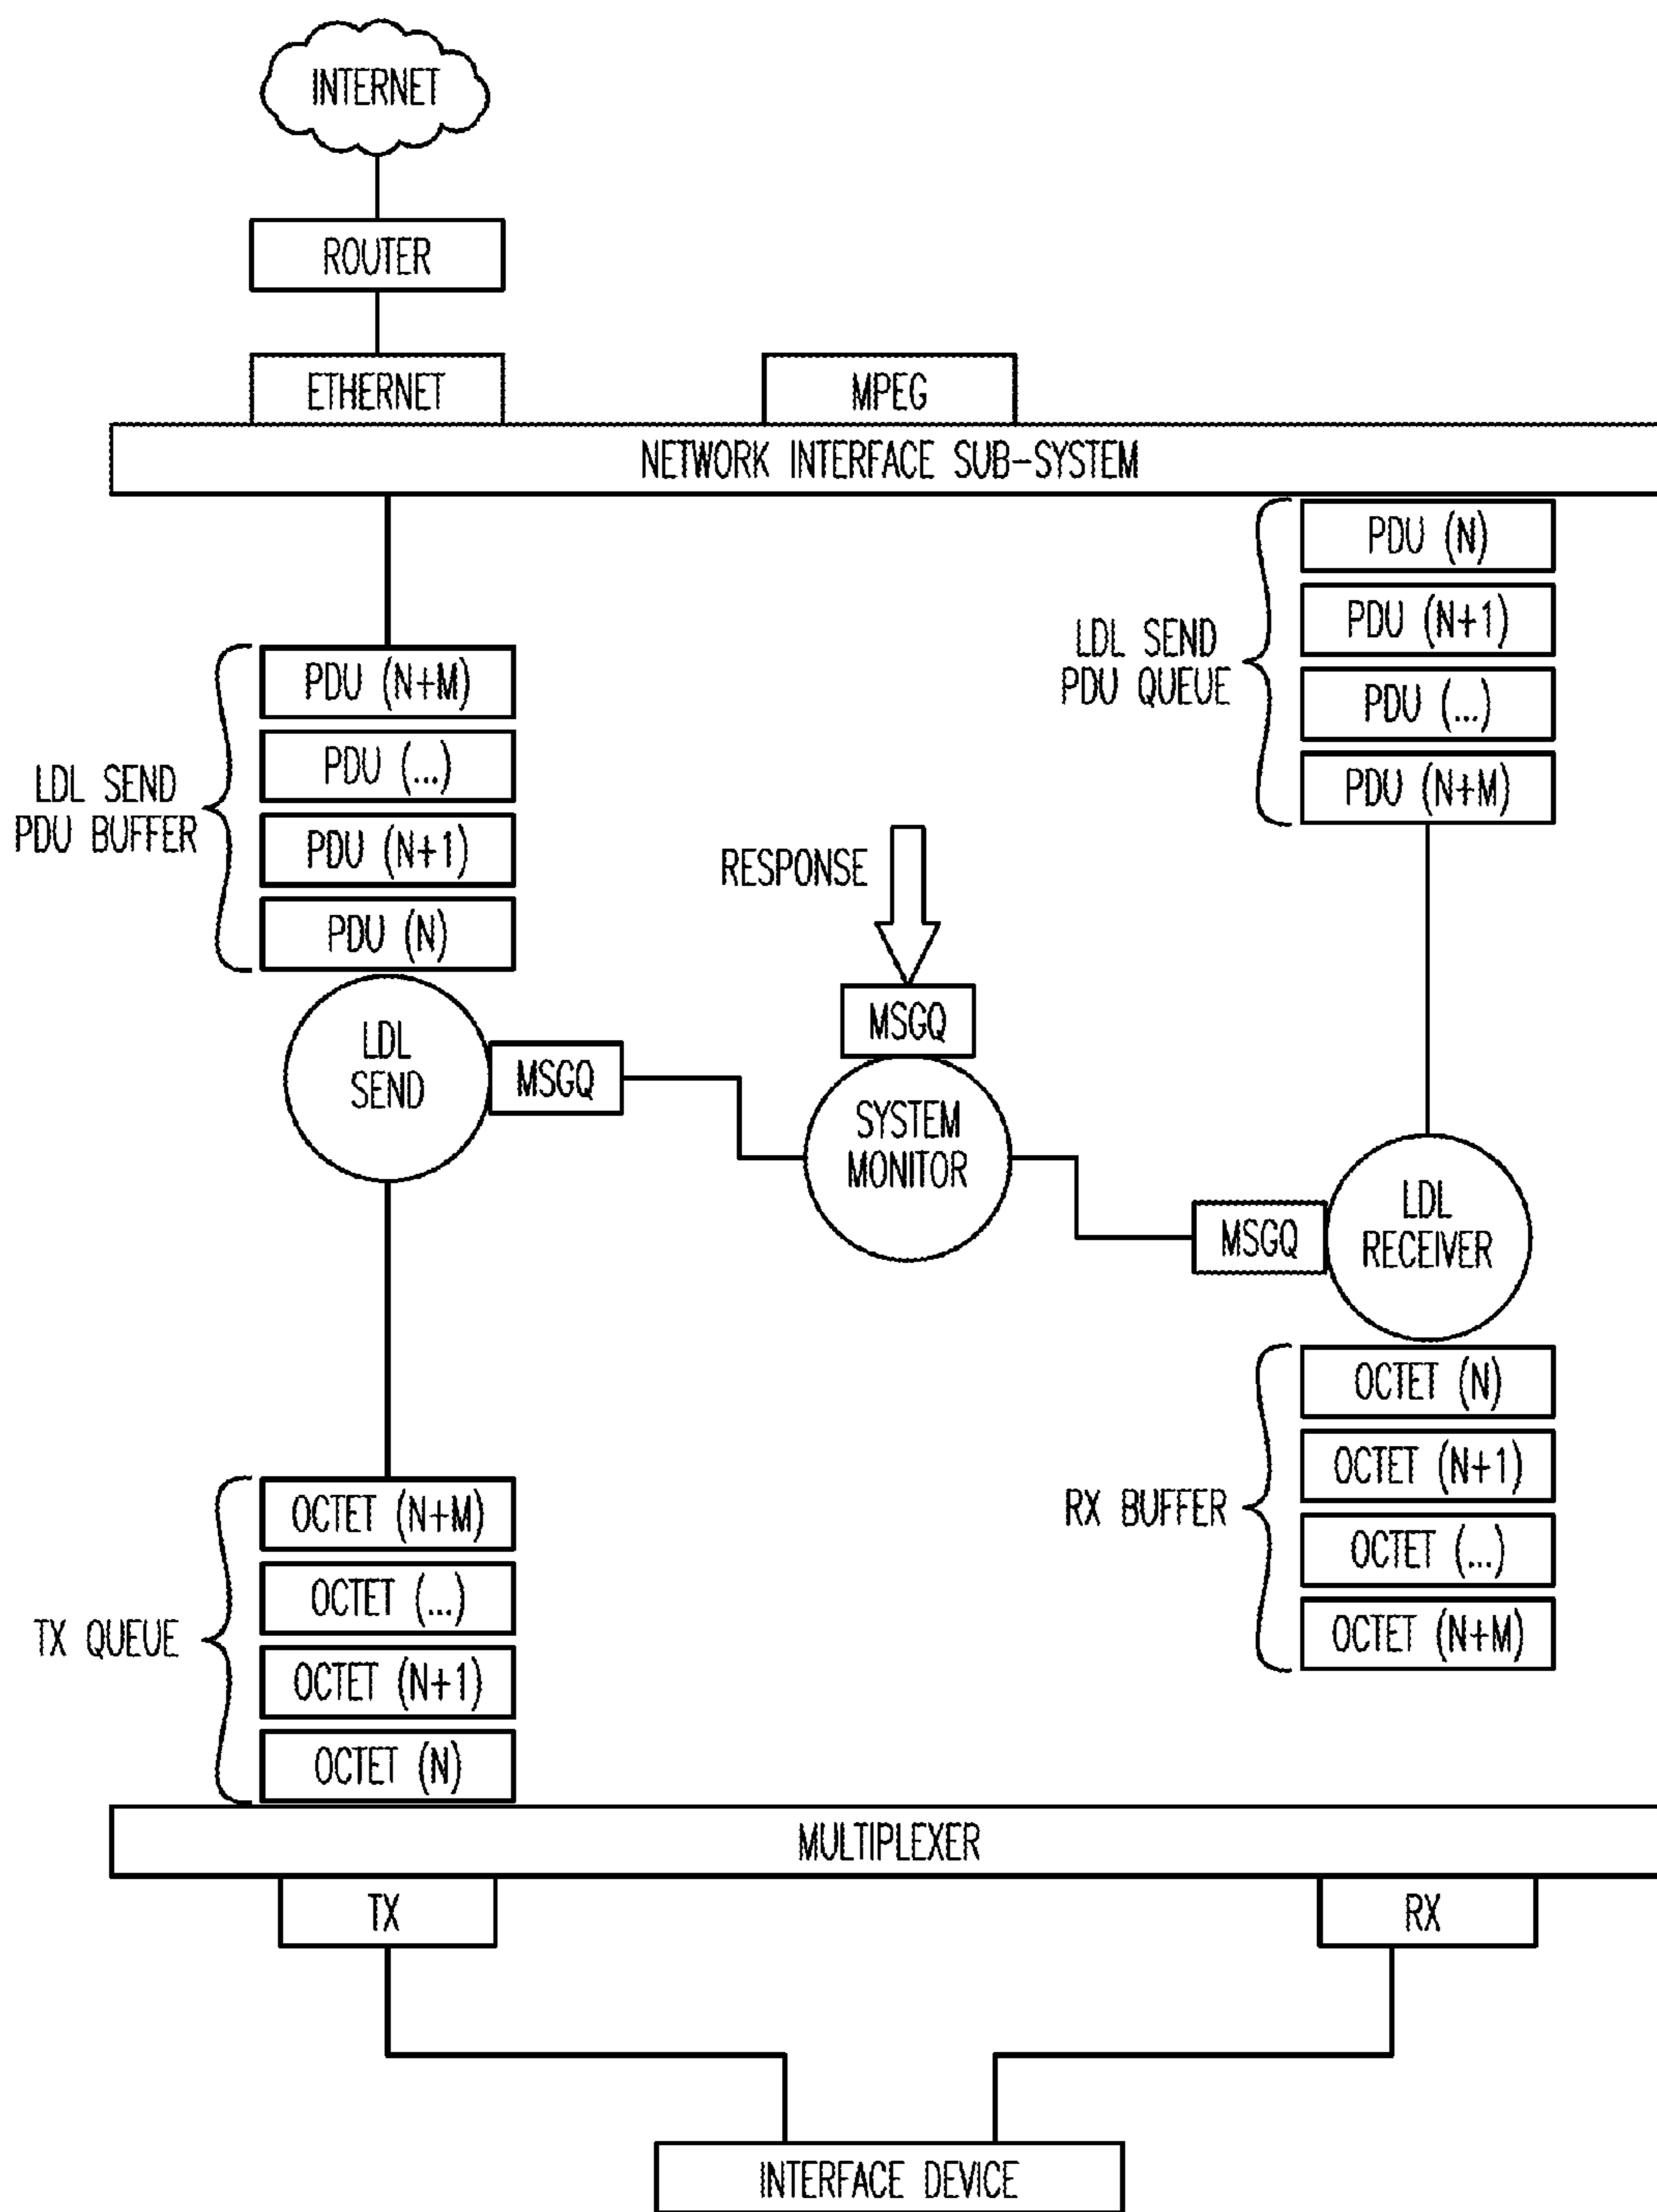 INTERNET
ROUTER
ETHERNET
MPEG
NETWORK INTERFACE SUB-SYSTEM
PDU (N)
PDU (N+1)
PDU (...)
PDU (N+M)
LDL SEND
PDU QUEUE
PDU (N+M)
PDU (...)
PDU (N+1)
PDU (N)
LDL SEND
PDU BUFFER
RESPONSE
MSGQ
LDL
SEND
MSGQ
SYSTEM
MONITOR
MSGQ
LDL
RECEIVER
OCTET (N)
OCTET (N+1)
OCTET (...)
OCTET (N+M)
RX BUFFER
OCTET (N+M)
OCTET (...)
OCTET (N+1)
OCTET (N)
TX QUEUE
MULTIPLEXER
TX
RX
INTERFACE DEVICE